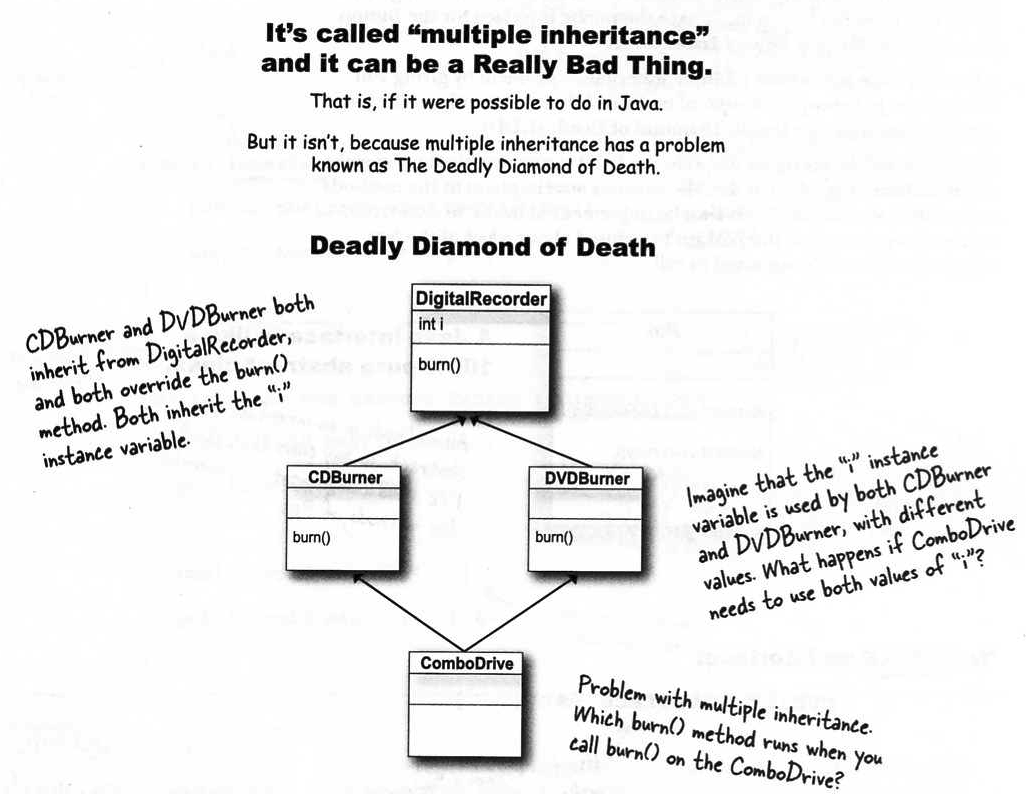 It's called “multiple inheritance”
and it can be a Really Bad Thing.
That is, if it were possible to do in Java.
But it isn't, because multiple inheritance has a problem
known as The Deadly Diamond of Death.
Deadly Diamond of Death
CDBurner and DVDBurner both
inherit from DigitalRecorder,
and both override the burn()
method. Both inherit the “i”
instance variable.
DigitalRecorder
int i
burn()
CDBurner
burn()
DVDBurner
burn()
Imagine that the “i” instance
variable is used by both CDBurner
and DVDBurner, with different
values. What happens if ComboDrive
needs to use both values of “i”?
ComboDrive
Problem with multiple inheritance.
Which burn() method runs when you
call burn() on the ComboDrive?